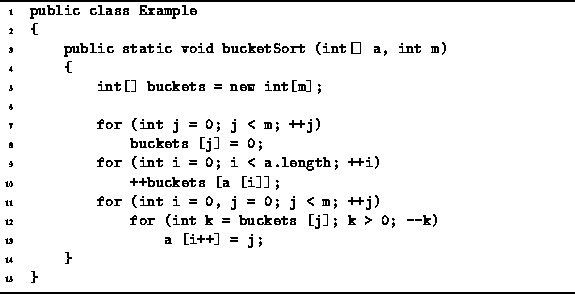 1 public class Example
2 {
3     public static void bucketSort (int[] a, int m)
4     {
5         int[] buckets = new int[m];
6
7         for (int j = 0; j < m; ++j)
8             buckets [j] = 0;
9         for (int i = 0; i < a.length; ++i)
10             ++buckets [a [i]];
11         for (int i = 0, j = 0; j < m; ++j)
12             for (int k = buckets [j]; k > 0; --k)
13                 a [i++] = j;
14     }
15 }